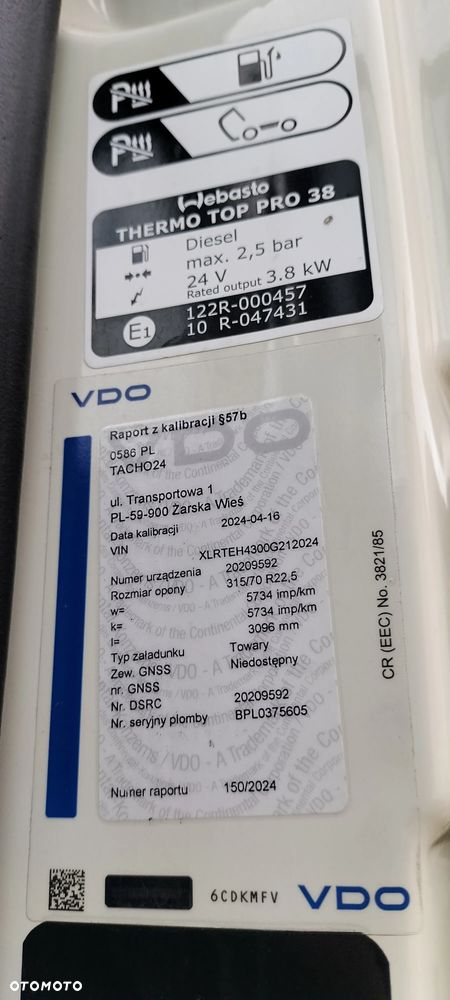 Webasto
THERMO TOP PRO 38
Diesel
max. 2,5 bar
24 V
Rated output 3.8 kW
E1
122R-000457
10 R-047431
VDO
VDO
Raport z kalibracji §57b
0586 PL
TACHO24
ul. Transportowa 1
PL-59-900 Żarska Wieś
Data kalibracji 2024-04-16
VIN XLRTEH4300G212024
Numer urządzenia 20209592
Rozmiar opony 315/70 R22,5
w= 5734 imp/km
k= 5734 imp/km
l= 3096 mm
Typ załadunku Towary
Zew. GNSS Niedostępny
nr. GNSS
Nr. DSRC 20209592
Nr. seryjny plomby BPL0375605
Numer raportu 150/2024
CR (EEC) No. 3821/85
6CDKMFV
VDO
OTOMOTO